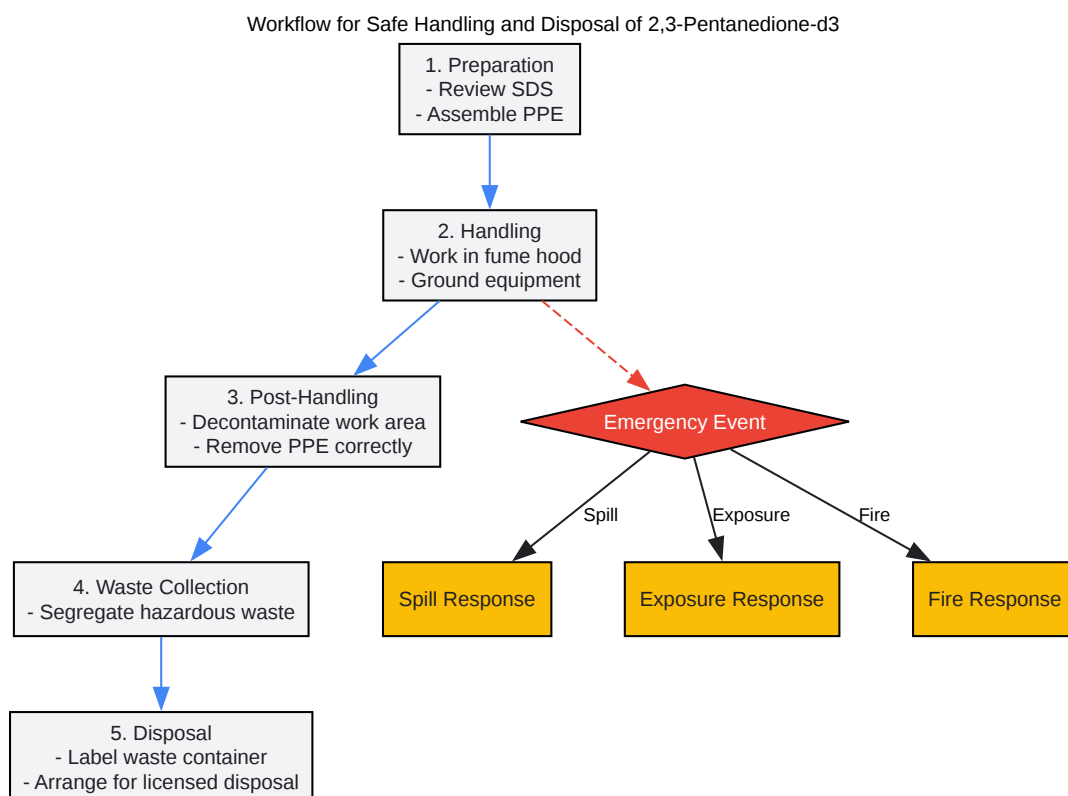 Workflow for Safe Handling and Disposal of 2,3-Pentanedione-d3
1. Preparation
- Review SDS
- Assemble PPE
2. Handling
- Work in fume hood
- Ground equipment
3. Post-Handling
- Decontaminate work area
- Remove PPE correctly
Emergency Event
Spill
Exposure
Fire
4. Waste Collection
- Segregate hazardous waste
Spill Response
Exposure Response
Fire Response
5. Disposal
- Label waste container
- Arrange for licensed disposal